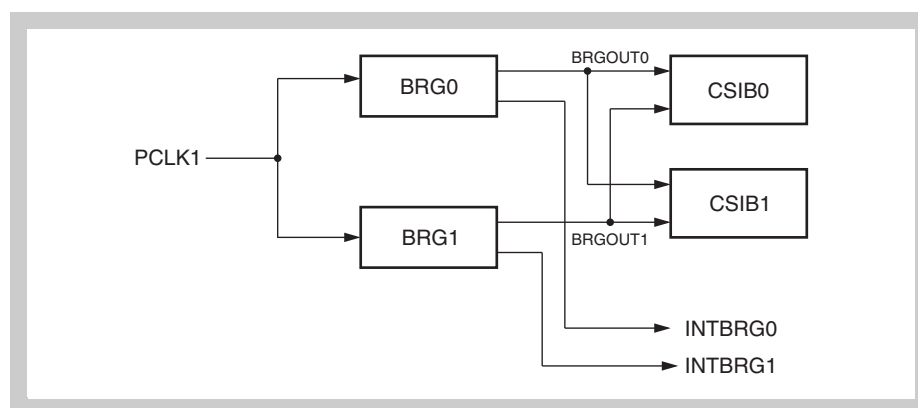 BRGOUT0
BRG0
CSIB0
PCLK1
CSIB1
BRG1
BRGOUT1
INTBRG0
INTBRG1